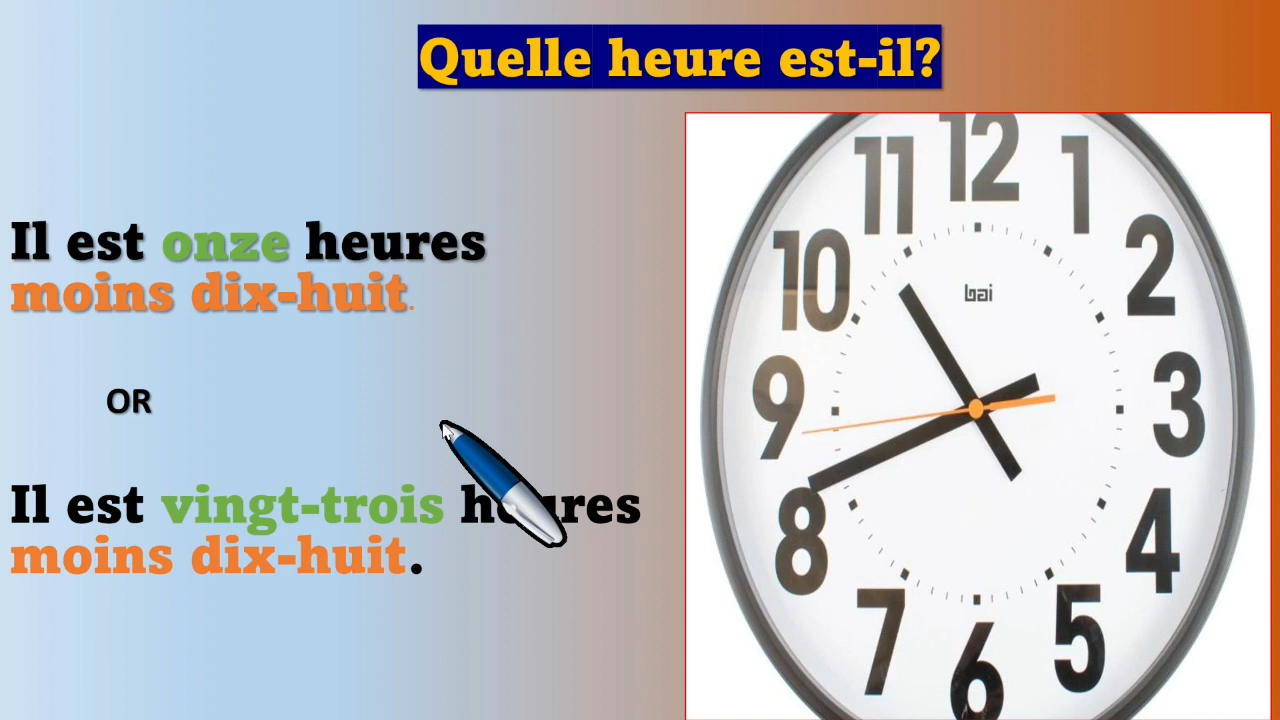 Quelle heure est-il?
Il est onze heures
moins dix-huit.
OR
Il est vingt-trois heures
moins dix-huit.
12
11
1
10
2
bai
9
3
8
4
7
5
6